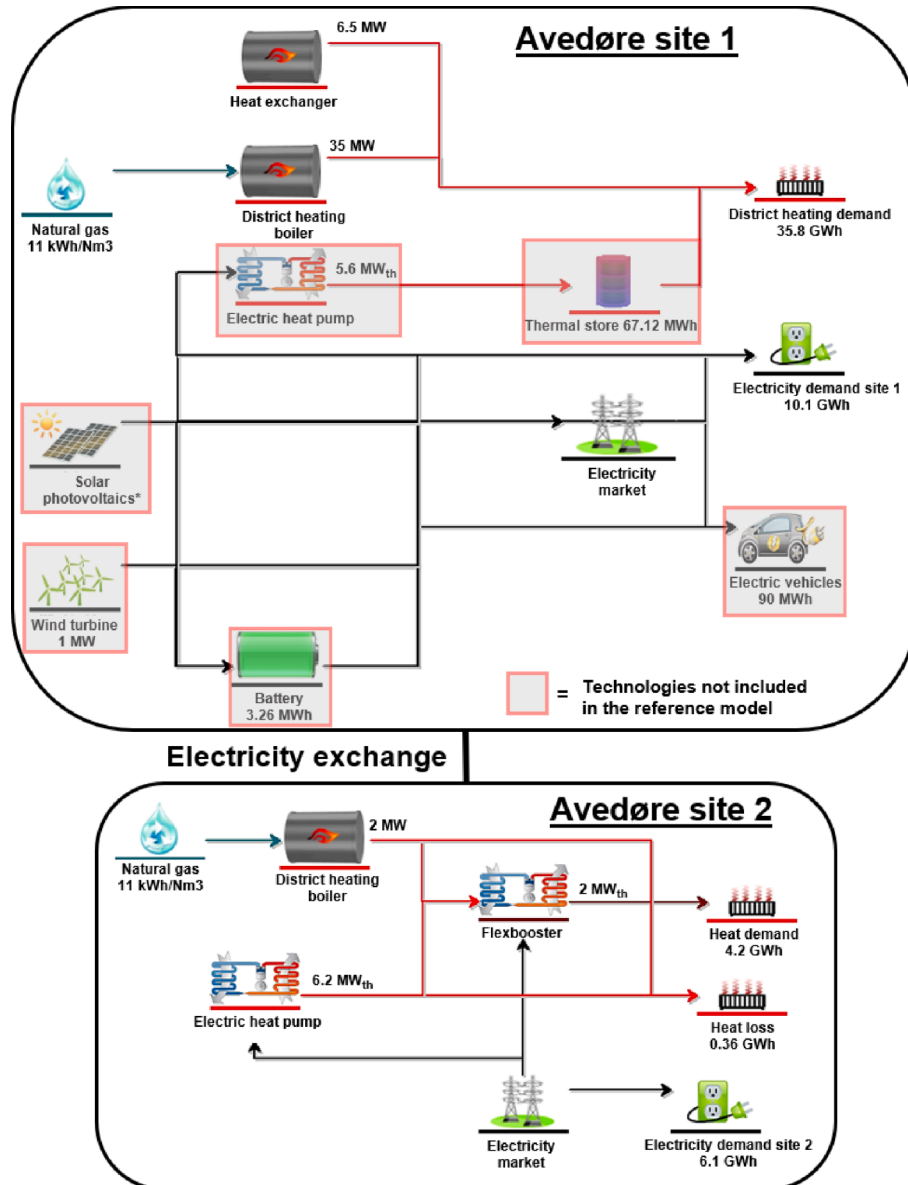 Avedøre site 1
6.5 MW
Heat exchanger
35 MW
District heating
boiler
Natural gas
11 kWh/Nm3
District heating demand
35.8 GWh
5.6 MWth
Electric heat pump
Thermal store 67.12 MWh
Electricity demand site 1
10.1 GWh
Solar
photovoltaics*
Electricity
market
Wind turbine
1 MW
Electric vehicles
90 MWh
Battery
3.26 MWh
= Technologies not included
in the reference model
Electricity exchange
Avedøre site 2
2 MW
Natural gas
11 kWh/Nm3
District heating
boiler
2 MWth
Flexbooster
Heat demand
4.2 GWh
6.2 MWth
Electric heat pump
Heat loss
0.36 GWh
Electricity
market
Electricity demand site 2
6.1 GWh